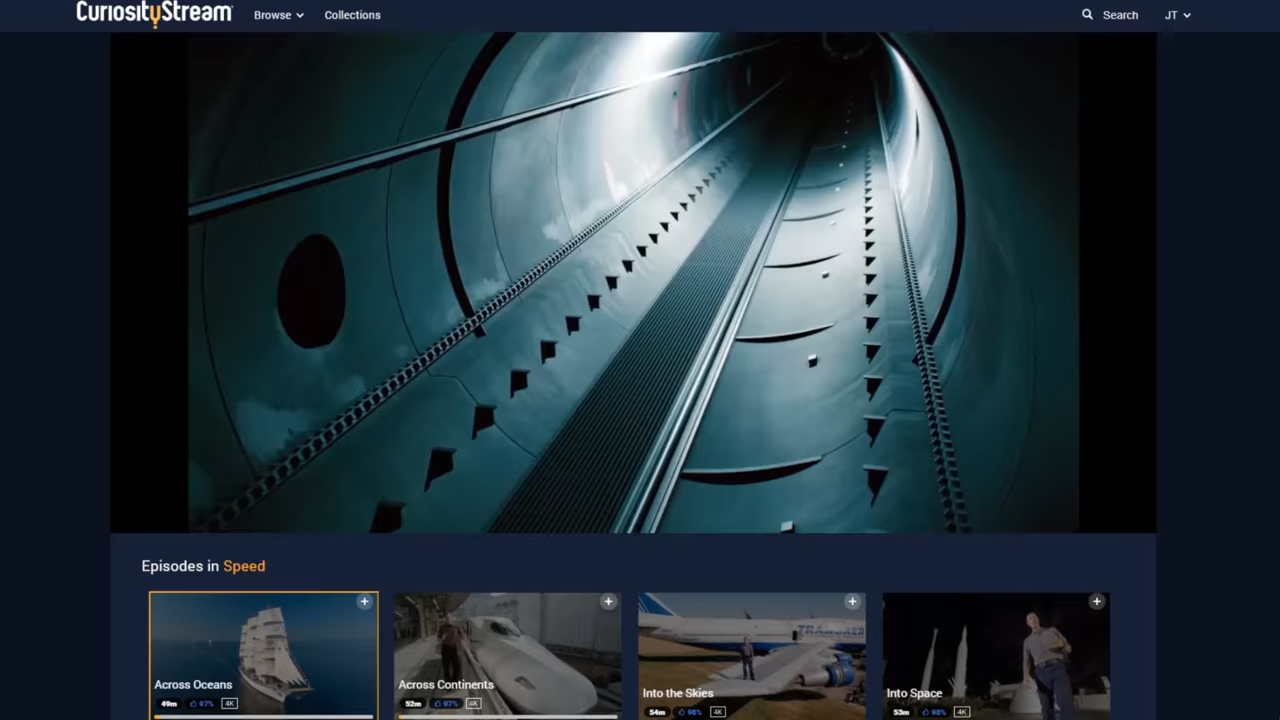 CuriosityStream
Browse
Collections
Search
JT
Episodes in Speed
Across Oceans
49m 97% 4K
Across Continents
52m 97% 4K
Into the Skies
54m 98% 4K
Into Space
53m 98% 4K